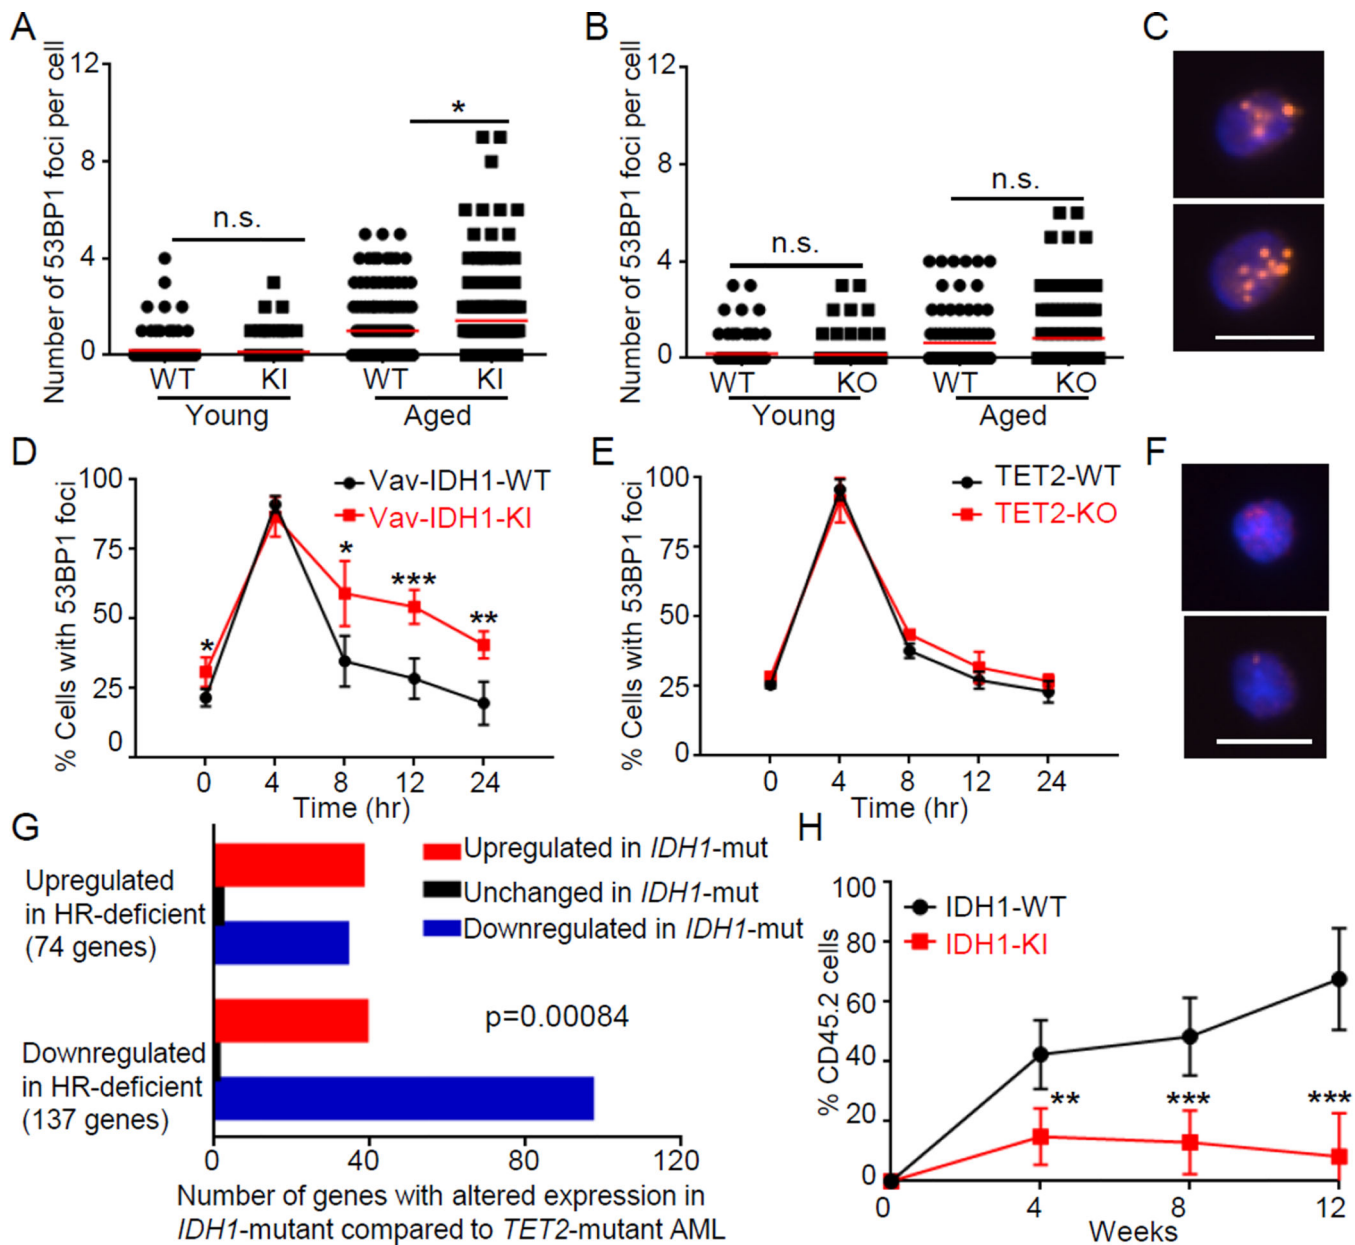 A
Number of 53BP1 foci per cell
12
8
4
0
n.s.
*
WT
KI
WT
KI
Young
Aged
B
Number of 53BP1 foci per cell
12
8
4
0
n.s.
n.s.
WT
KO
WT
KO
Young
Aged
C
D
% Cells with 53BP1 foci
100
75
50
25
0
Vav-IDH1-WT
Vav-IDH1-KI
*
*
***
**
0
4
8
12
24
Time (hr)
E
% Cells with 53BP1 foci
100
75
50
25
0
TET2-WT
TET2-KO
0
4
8
12
24
Time (hr)
F
G
Upregulated
in HR-deficient
(74 genes)
Downregulated
in HR-deficient
(137 genes)
Upregulated in IDH1-mut
Unchanged in IDH1-mut
Downregulated in IDH1-mut
p=0.00084
0
40
80
120
Number of genes with altered expression in
IDH1-mutant compared to TET2-mutant AML
H
% CD45.2 cells
100
80
60
40
20
0
IDH1-WT
IDH1-KI
**
***
***
0
4
8
12
Weeks